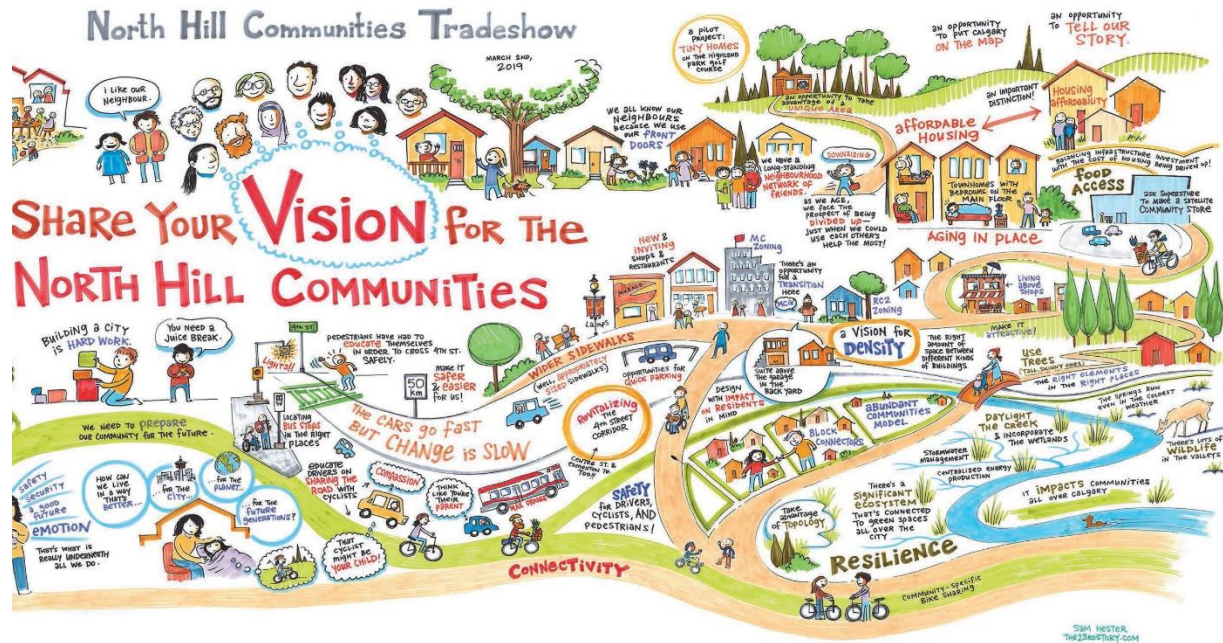 North Hill Communities Tradeshow
MARCH 2ND,
2019
I LIKE OUR
NEIGHBOUR.
SHARE YOUR VISION FOR THE
NORTH HILL COMMUNITIES
WE ALL KNOW OUR
NEIGHBOURS
BECAUSE WE USE
OUR FRONT
DOORS
a PILOT
PROJECT:
TINY HOMES
ON THE HIGHLAND
PARK GOLF
COURSE
AN OPPORTUNITY TO TAKE
ADVANTAGE OF A
UNIQUE AREA
AN OPPORTUNITY
TO PUT CALGARY
ON THE MAP
AN OPPORTUNITY
TO TELL OUR
STORY.
AN IMPORTANT
DISTINCTION!
HOUSING
AFFORDABILITY
AFFORDABLE
HOUSING
DOWNSIZING
WE HAVE A
LONG-STANDING
NEIGHBOURHOOD
NETWORK OF
FRIENDS.
AS WE AGE,
WE FACE THE
PROSPECT OF BEING
DIVIDED UP—
JUST WHEN WE COULD
USE EACH OTHER'S
HELP THE MOST!
TOWNHOMES WITH
BEDROOMS ON THE
MAIN FLOOR
AGING IN PLACE
BALANCING INFRASTRUCTURE INVESTMENT
WITH THE COST OF HOUSING BEING DRIVEN UP!
FOOD
ACCESS
ASK SUPERSTORE
TO MAKE A SATELLITE
COMMUNITY STORE
BUILDING A CITY
IS HARD WORK.
YOU NEED A
JUICE BREAK.
4TH ST.
LIGHTS!!
PEDESTRIANS HAVE HAD TO
EDUCATE THEMSELVES
IN ORDER TO CROSS 4TH ST.
SAFELY.
50
KM
MAKE IT
SAFER
& EASIER
FOR US!
LOCATING
BUS STOPS
IN THE RIGHT
PLACES
THE CARS GO FAST
BUT CHANGE IS SLOW
NEW &
INVITING
SHOPS &
RESTAURANTS
LAMPS
MURALS
WIDER SIDEWALKS
(WELL, APPROPRIATELY
SIZED SIDEWALKS)
OPPORTUNITIES FOR
QUICK PARKING
REVITALIZING
THE
4TH STREET
CORRIDOR
CENTRE ST. &
EDMONTON TR.
TOO!!
MC
ZONING
THERE'S AN
OPPORTUNITY
FOR A
TRANSITION
HERE
MCG?
RC2
ZONING
SUITE ABOVE
THE GARAGE
IN THE
BACK YARD
a VISION FOR
DENSITY
THE RIGHT
AMOUNT OF
SPACE BETWEEN
DIFFERENT KINDS
OF BUILDINGS
LIVING
ABOVE
SHOPS
MAKE IT
ATTRACTIVE!
USE
TREES
(TALL SKINNY ONES)
THE RIGHT ELEMENTS
IN THE RIGHT PLACES
DESIGN
WITH IMPACT
ON RESIDENTS
IN MIND
ABUNDANT
COMMUNITIES
MODEL
BLOCK
CONNECTORS
THE SPRINGS RUN
EVEN IN THE COLDEST
WEATHER
DAYLIGHT
THE CREEK
& INCORPORATE
THE WETLANDS
STORMWATER
MANAGEMENT
CENTRALIZED ENERGY
PRODUCTION
THERE'S LOTS OF
WILDLIFE
IN THE VALLEYS
THERE'S A
SIGNIFICANT
ECOSYSTEM
THAT'S CONNECTED
TO GREEN SPACES
ALL OVER THE
CITY
IT IMPACTS COMMUNITIES
ALL OVER CALGARY
TAKE
ADVANTAGE
OF TOPOLOGY
RESILIENCE
WE NEED TO PREPARE
OUR COMMUNITY FOR THE FUTURE.
SAFETY
SECURITY
A GOOD
FUTURE
EMOTION
THAT'S WHAT IS
REALLY UNDERNEATH
ALL WE DO.
HOW CAN
WE LIVE
IN A WAY
THAT'S
BETTER...
...FOR THE
CITY...
...FOR THE
PLANET...
...FOR THE
FUTURE
GENERATIONS?
EDUCATE
DRIVERS ON
SHARING THE
ROAD WITH
CYCLISTS
COMPASSION
THINK
LIKE YOU'RE
THEIR
PARENT
THAT
CYCLIST
MIGHT BE
YOUR CHILD!
MAX ORANGE
SAFETY
FOR DRIVERS,
CYCLISTS, AND
PEDESTRIANS!
CONNECTIVITY
COMMUNITY-SPECIFIC
BIKE SHARING
SAM HESTER
THE23RDSTORY.COM